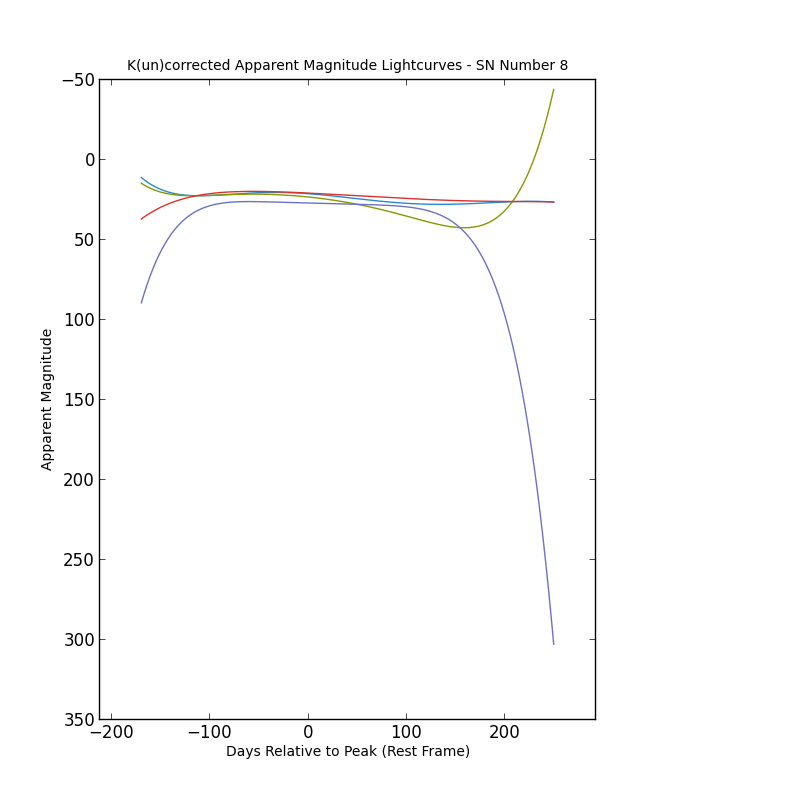 K(un)corrected Apparent Magnitude Lightcurves - SN Number 8
−50
0
50
100
150
200
250
300
350
Apparent Magnitude
−200 −100 0 100 200
Days Relative to Peak (Rest Frame)